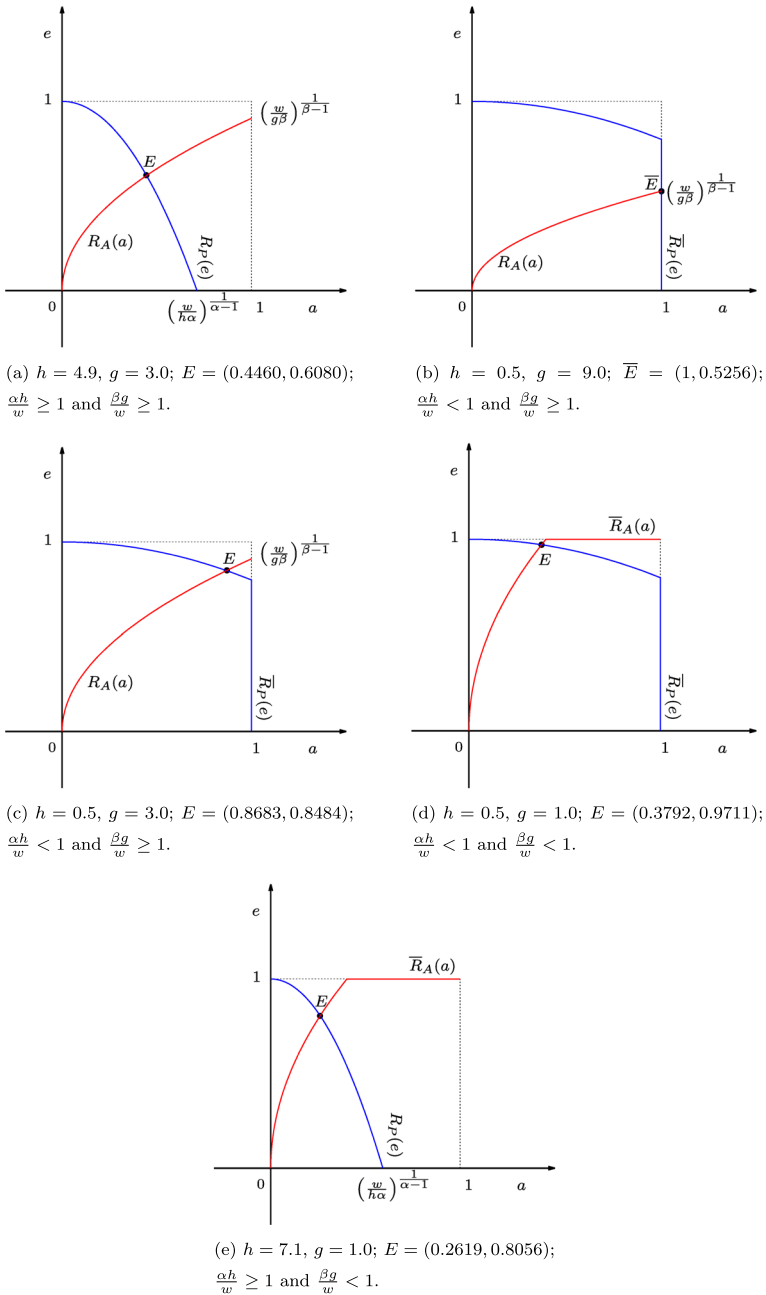 e
e
1
1
(w/gβ)^{1/(β−1)}
E
E̅
(w/gβ)^{1/(β−1)}
R_A(a)
R_P(e)
R_A(a)
R̅_P(e)
0
(w/hα)^{1/(α−1)}
1
a
0
1
a
(a) h = 4.9, g = 3.0; E = (0.4460, 0.6080);
αh/w ≥ 1 and βg/w ≥ 1.
(b) h = 0.5, g = 9.0; E̅ = (1, 0.5256);
αh/w < 1 and βg/w ≥ 1.
e
e
1
1
E
(w/gβ)^{1/(β−1)}
R̅_A(a)
E
R_A(a)
R̅_P(e)
R̅_P(e)
0
1
a
0
1
a
(c) h = 0.5, g = 3.0; E = (0.8683, 0.8484);
αh/w < 1 and βg/w ≥ 1.
(d) h = 0.5, g = 1.0; E = (0.3792, 0.9711);
αh/w < 1 and βg/w < 1.
e
1
R̅_A(a)
E
R_P(e)
0
(w/hα)^{1/(α−1)}
1
a
(e) h = 7.1, g = 1.0; E = (0.2619, 0.8056);
αh/w ≥ 1 and βg/w < 1.